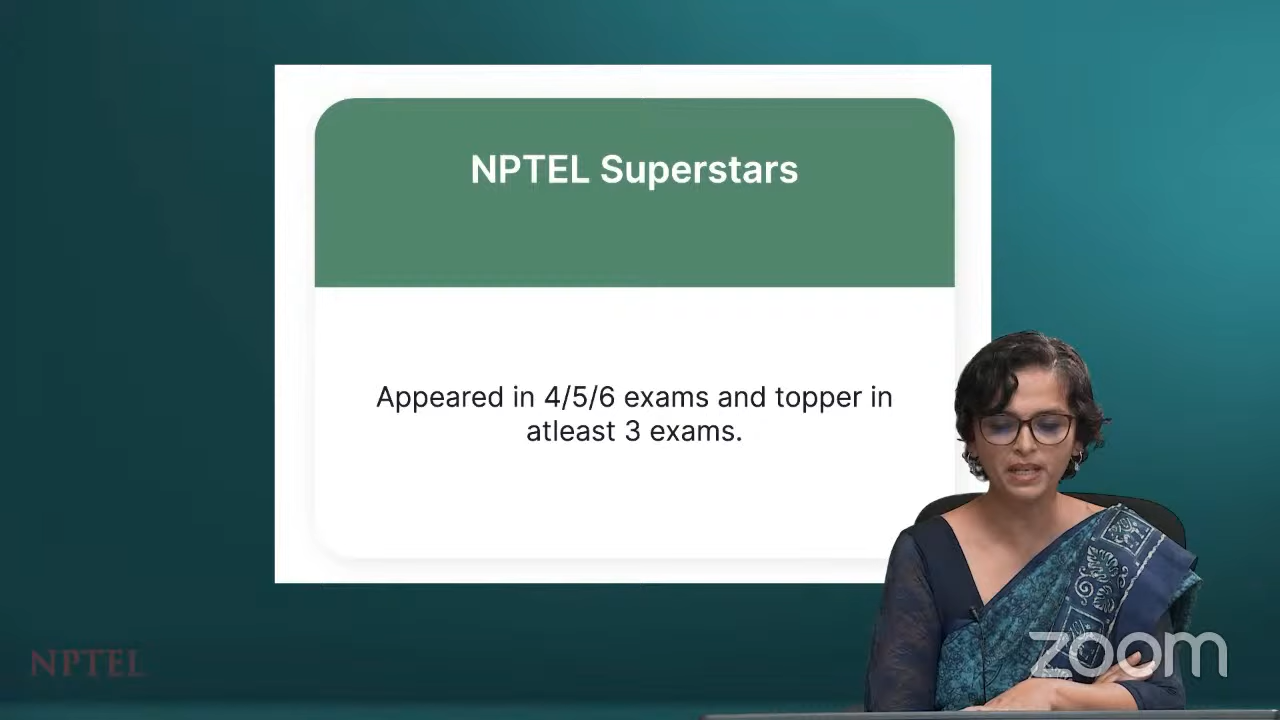 NPTEL Superstars
Appeared in 4/5/6 exams and topper in
atleast 3 exams.
NPTEL
zoom